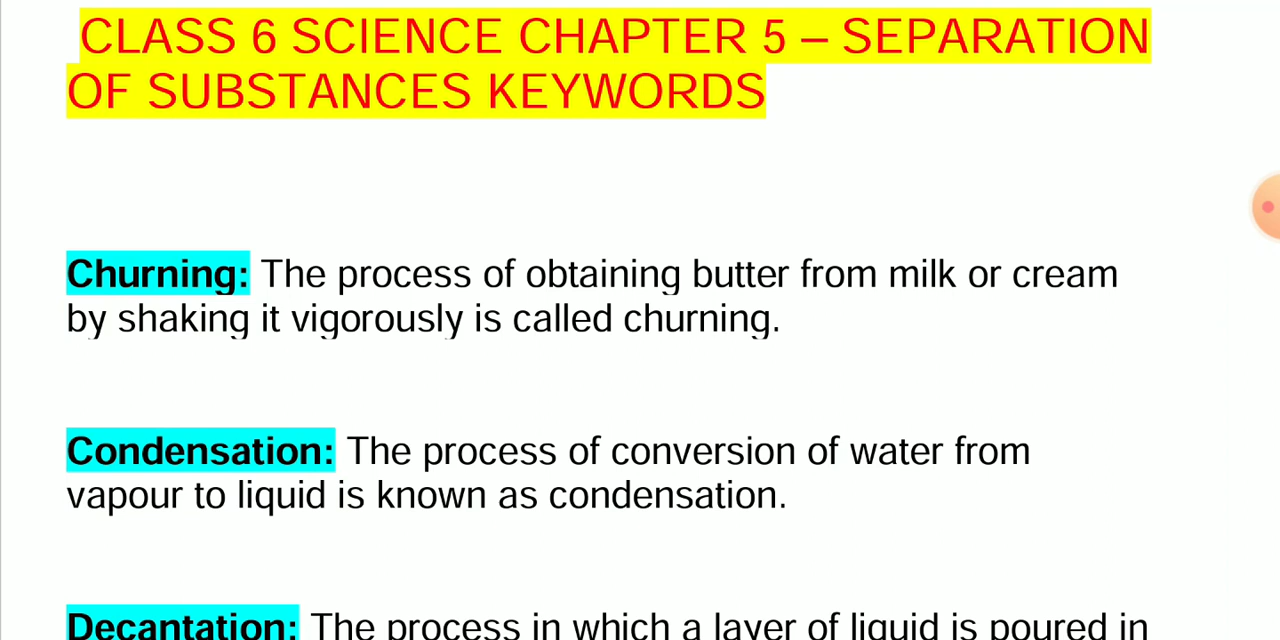 CLASS 6 SCIENCE CHAPTER 5 – SEPARATION
OF SUBSTANCES KEYWORDS
Churning: The process of obtaining butter from milk or cream
by shaking it vigorously is called churning.
Condensation: The process of conversion of water from
vapour to liquid is known as condensation.
Decantation: The process in which a layer of liquid is poured in